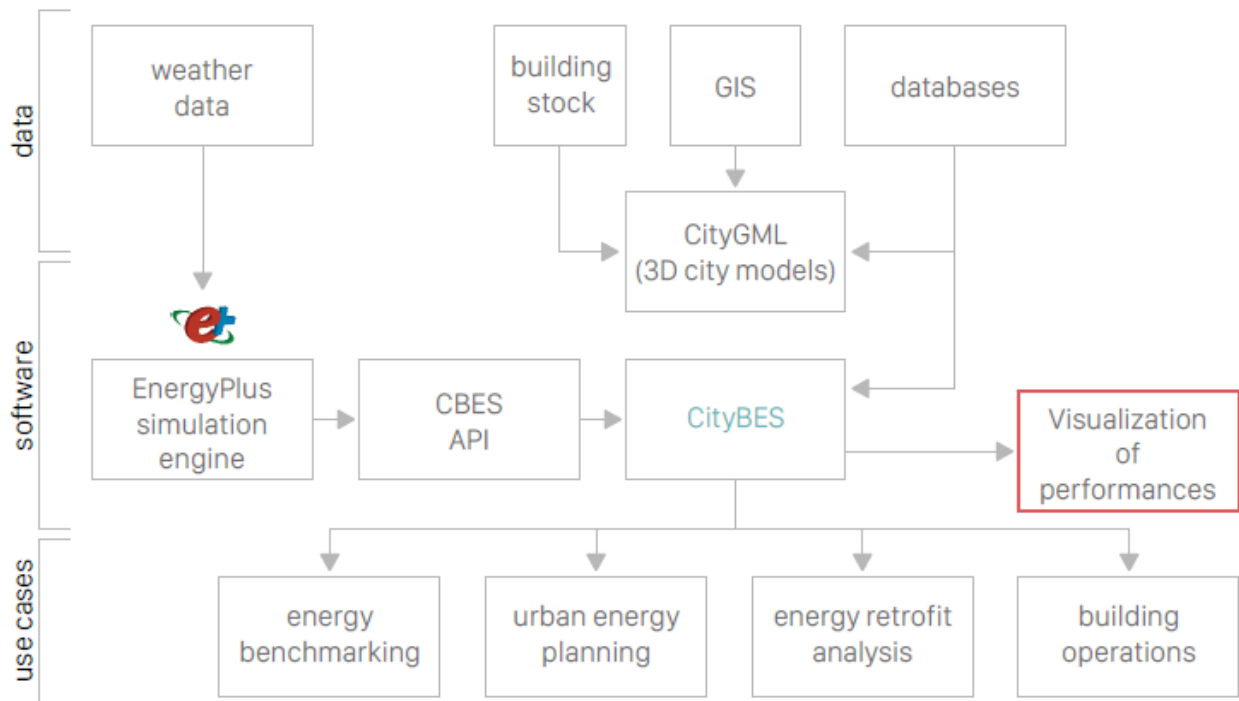 data
weather
data
building
stock
GIS
databases
CityGML
(3D city models)
software
e+
EnergyPlus
simulation
engine
CBES
API
CityBES
Visualization
of
performances
use cases
energy
benchmarking
urban energy
planning
energy retrofit
analysis
building
operations